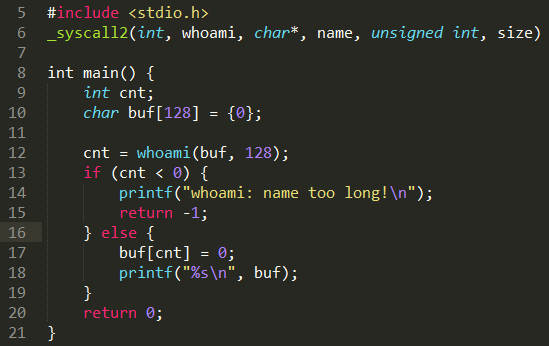 5 #include <stdio.h>
6 _syscall2(int, whoami, char*, name, unsigned int, size)
7
8 int main() {
9     int cnt;
10     char buf[128] = {0};
11
12     cnt = whoami(buf, 128);
13     if (cnt < 0) {
14         printf("whoami: name too long!\n");
15         return -1;
16     } else {
17         buf[cnt] = 0;
18         printf("%s\n", buf);
19     }
20     return 0;
21 }